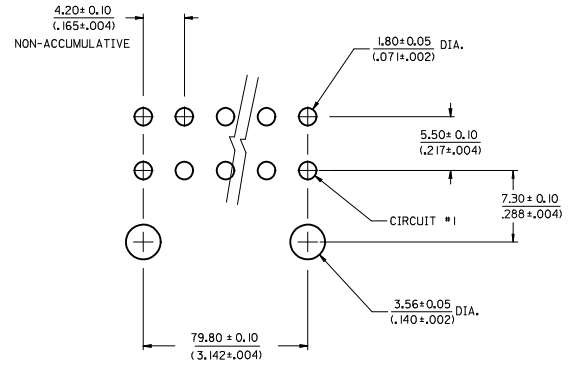 4.20±0.10
(.165±.004)
NON-ACCUMULATIVE
1.80±0.05 DIA.
(.071±.002)
5.50±0.10
(.217±.004)
7.30±0.10
.288±.004)
CIRCUIT #1
3.56±0.05 DIA.
(.140±.002)
79.80±0.10
(3.142±.004)